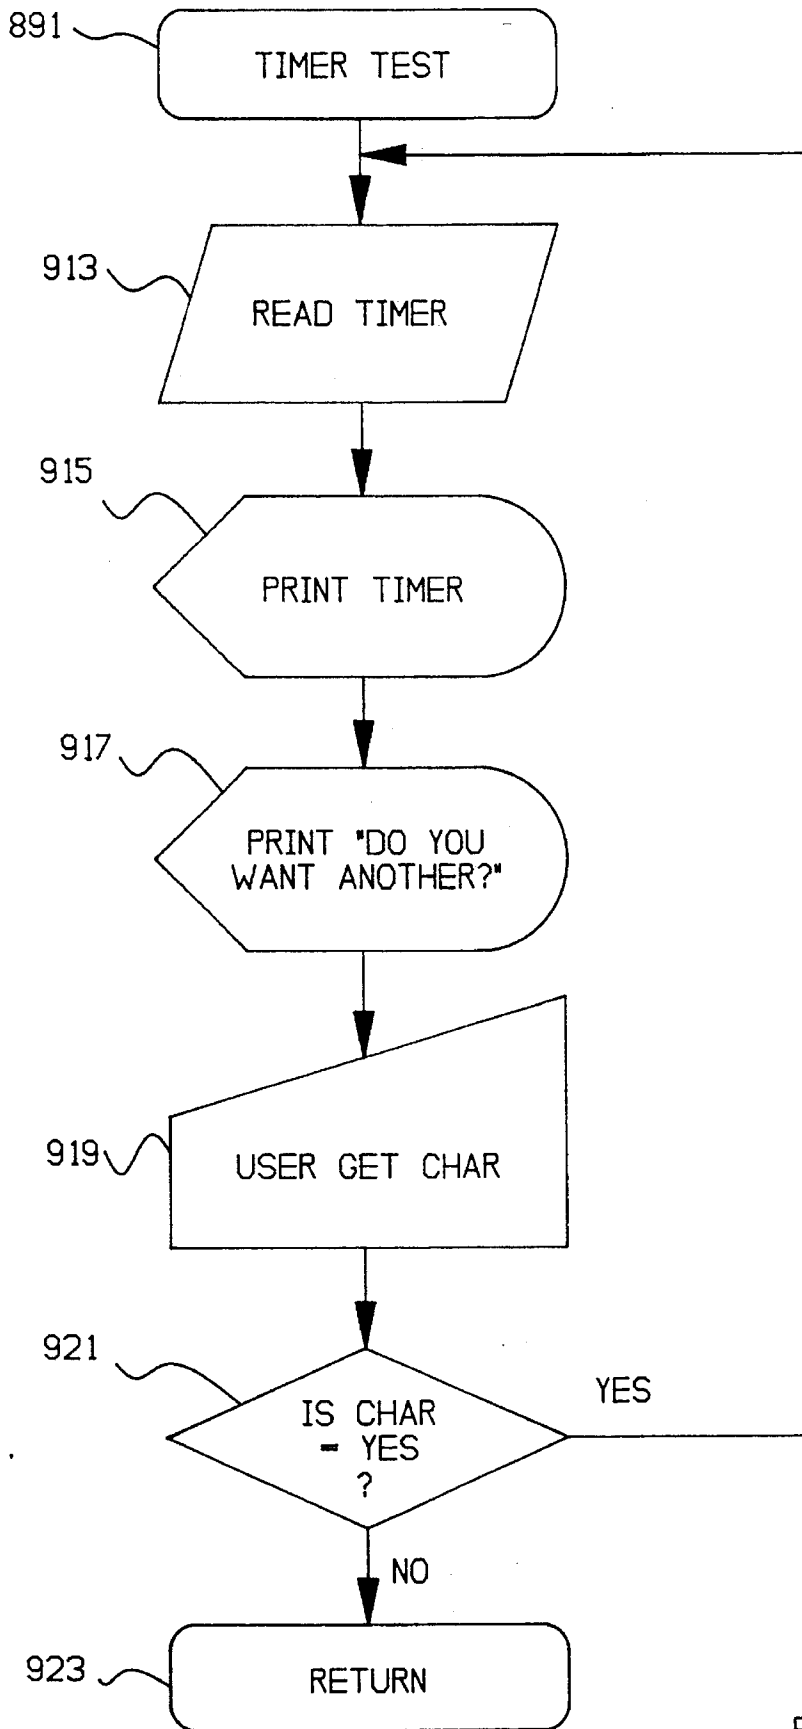 891
TIMER TEST
913
READ TIMER
915
PRINT TIMER
917
PRINT "DO YOU
WANT ANOTHER?"
919
USER GET CHAR
921
IS CHAR
= YES
?
YES
NO
923
RETURN